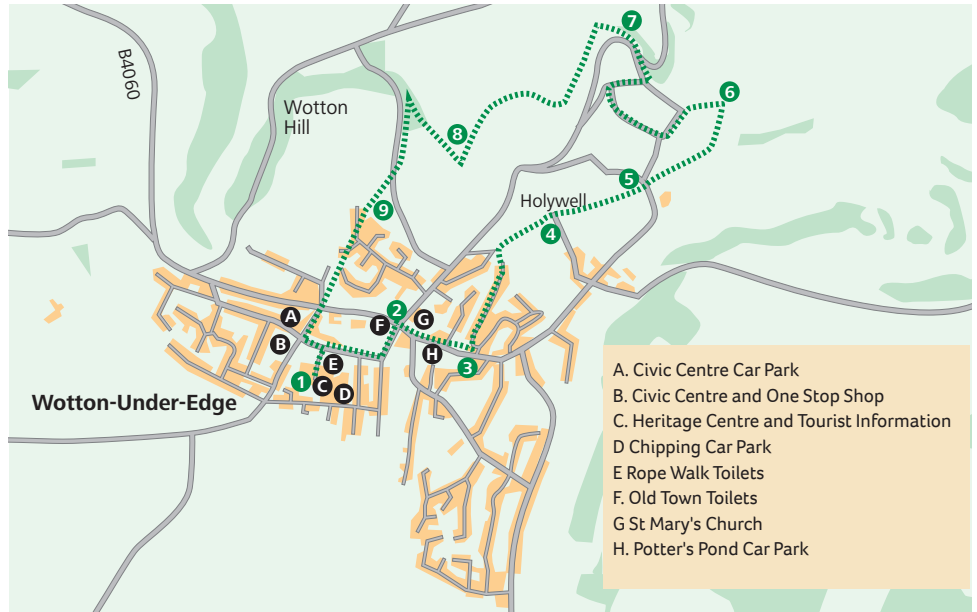 B4060
Wotton
Hill
7
6
8
5
9
Holywell
4
2
A
F
G
B
E
H
3
1
C
D
Wotton-Under-Edge
A. Civic Centre Car Park
B. Civic Centre and One Stop Shop
C. Heritage Centre and Tourist Information
D Chipping Car Park
E Rope Walk Toilets
F. Old Town Toilets
G St Mary's Church
H. Potter's Pond Car Park